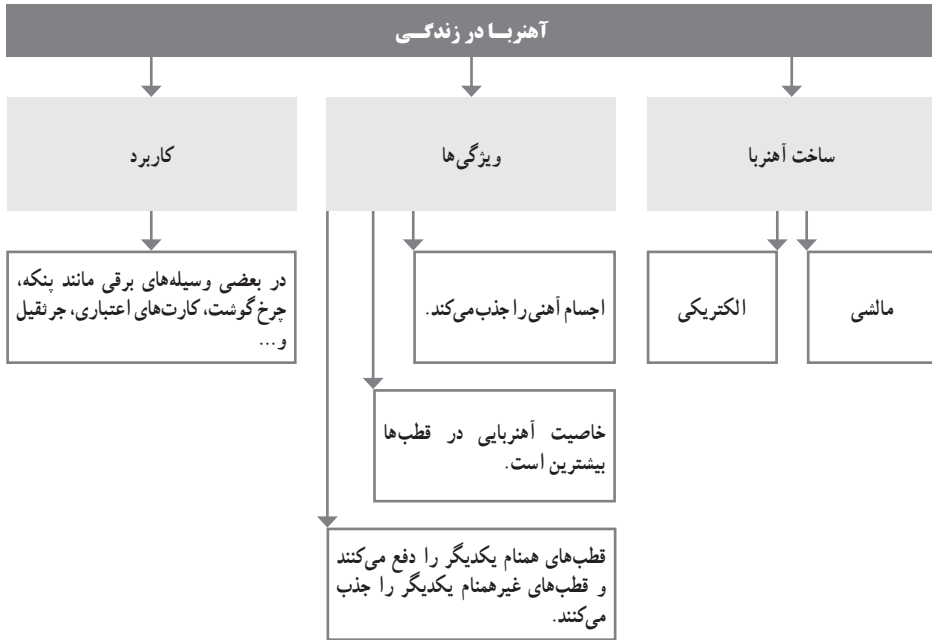 آهنربا در زندگی
ساخت آهنربا
ویژگی‌ها
کاربرد
مالشی
الکتریکی
اجسام آهنی را جذب می‌کند.
خاصیت آهنربایی در قطب‌ها
بیشترین است.
قطب‌های همنام یکدیگر را دفع می‌کنند
و قطب‌های غیرهمنام یکدیگر را جذب
می‌کنند.
در بعضی وسیله‌های برقی مانند پنکه،
چرخ گوشت، کارت‌های اعتباری، جرثقیل
و...